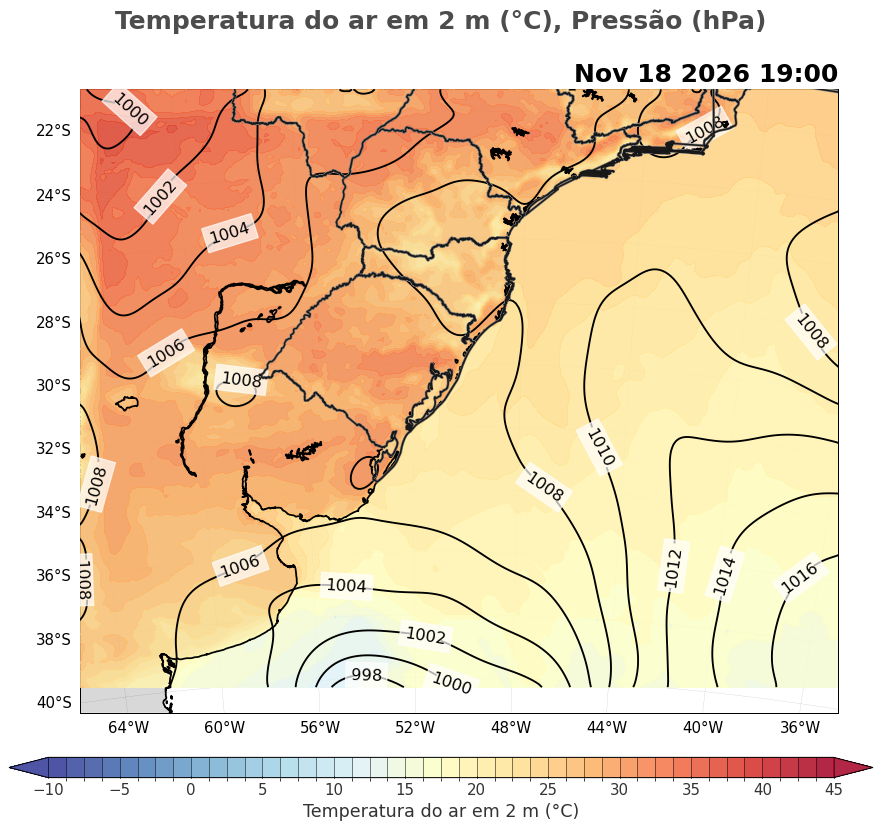 Temperatura do ar em 2 m (°C), Pressão (hPa)
Nov 18 2026 19:00
1000
1008
22°S
1002
24°S
1004
26°S
1008
28°S
1006
1008
30°S
1010
32°S
1008
1008
34°S
1006
1012
1014
1016
1008
1004
36°S
1002
38°S
998
1000
40°S
64°W 60°W 56°W 52°W 48°W 44°W 40°W 36°W
−10 −5 0 5 10 15 20 25 30 35 40 45
Temperatura do ar em 2 m (°C)